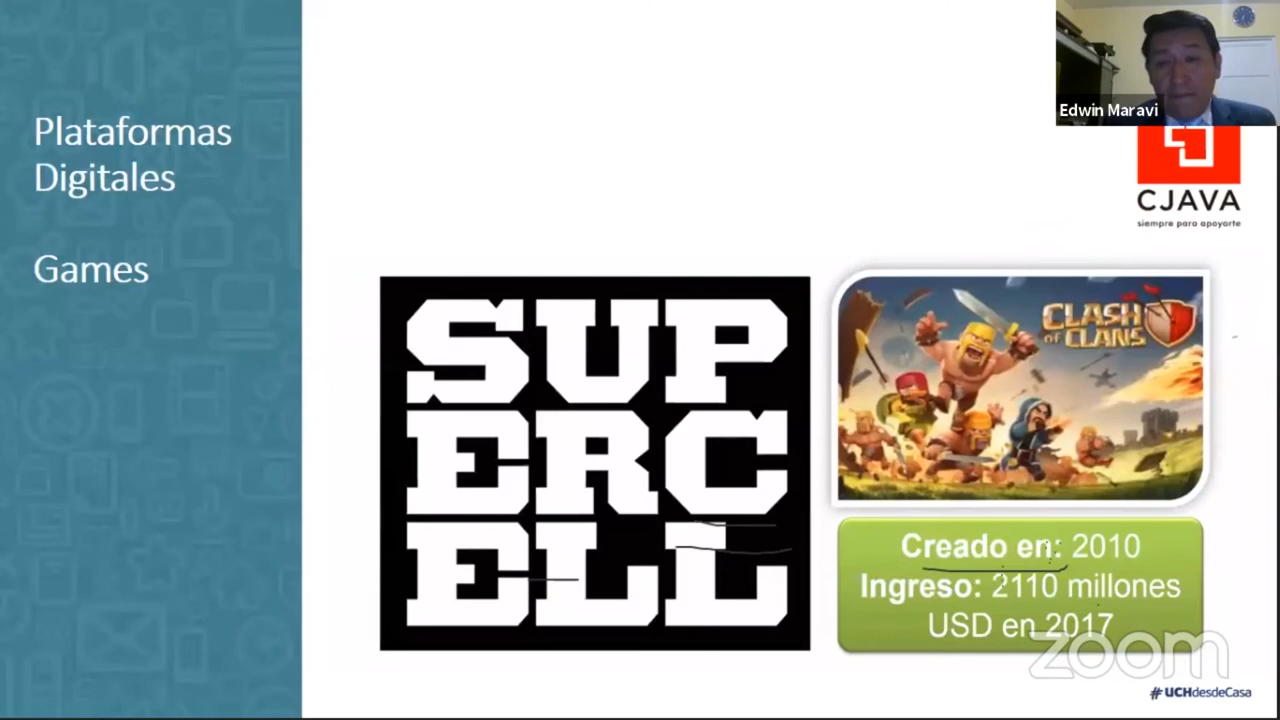 Plataformas
Digitales
Games
Edwin Maravi
CJAVA
siempre para apoyarte
SUP
ERC
ELL
CLASH
OF CLANS
Creado en: 2010
Ingreso: 2110 millones
USD en 2017
zoom
#UCHdesdeCasa